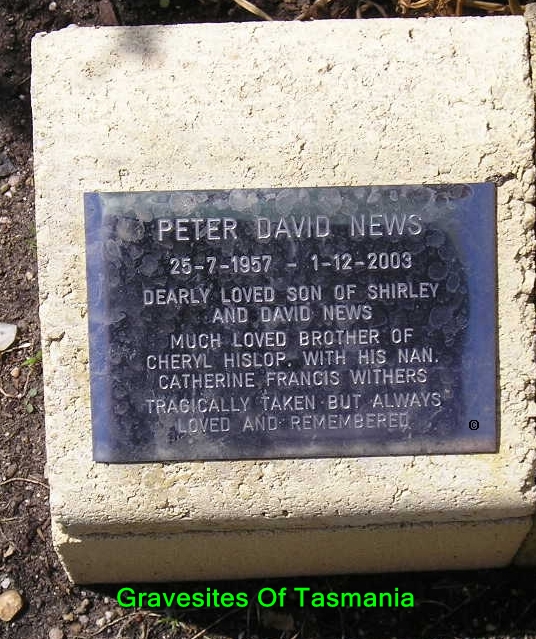 PETER DAVID NEWS
25-7-1957 - 1-12-2003
DEARLY LOVED SON OF SHIRLEY
AND DAVID NEWS
MUCH LOVED BROTHER OF
CHERYL HISLOP. WITH HIS NAN.
CATHERINE FRANCIS WITHERS
TRAGICALLY TAKEN BUT ALWAYS
LOVED AND REMEMBERED
©
Gravesites Of Tasmania